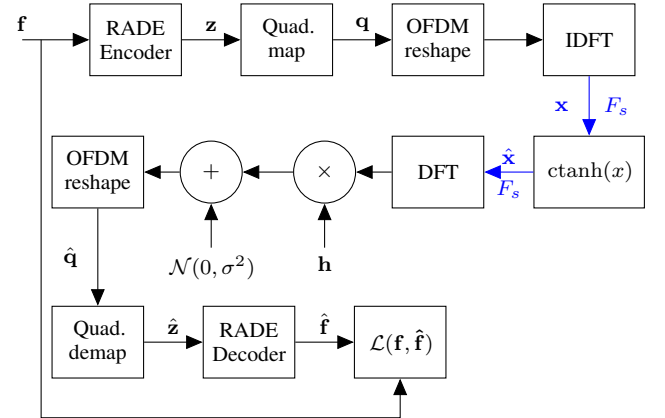 f
RADE
Encoder
z
Quad.
map
q
OFDM
reshape
IDFT
x
F_s
OFDM
reshape
+
×
DFT
x̂
F_s
ctanh(x)
q̂
N(0, σ²)
h
Quad.
demap
ẑ
RADE
Decoder
f̂
L(f, f̂)